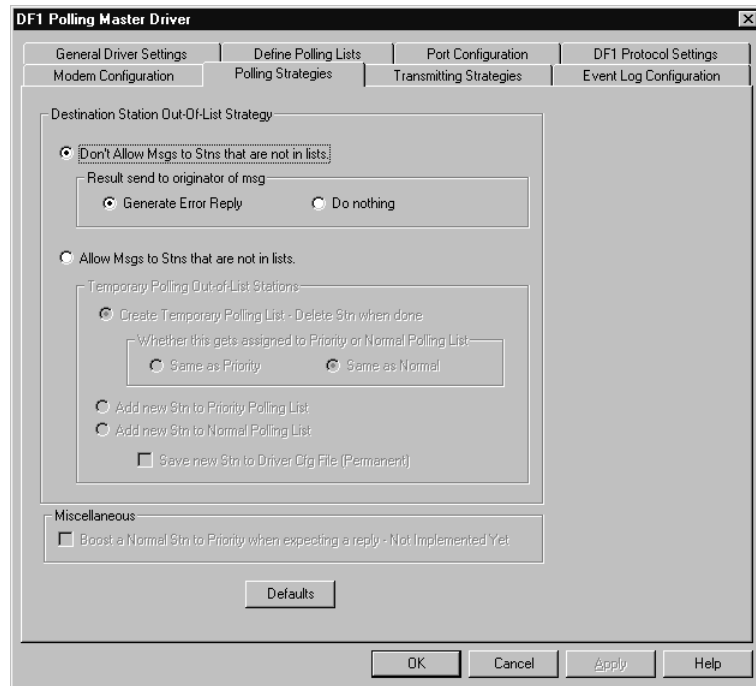 DF1 Polling Master Driver
General Driver Settings
Define Polling Lists
Port Configuration
DF1 Protocol Settings
Modem Configuration
Polling Strategies
Transmitting Strategies
Event Log Configuration
Destination Station Out-Of-List Strategy
Don't Allow Msgs to Stns that are not in lists.
Result send to originator of msg
Generate Error Reply
Do nothing
Allow Msgs to Stns that are not in lists.
Temporary Polling Out-of-List Stations
Create Temporary Polling List - Delete Stn when done
Whether this gets assigned to Priority or Normal Polling List
Same as Priority
Same as Normal
Add new Stn to Priority Polling List
Add new Stn to Normal Polling List
Save new Stn to Driver Cfg File (Permanent)
Miscellaneous
Boost a Normal Stn to Priority when expecting a reply - Not Implemented Yet
Defaults
OK
Cancel
Apply
Help